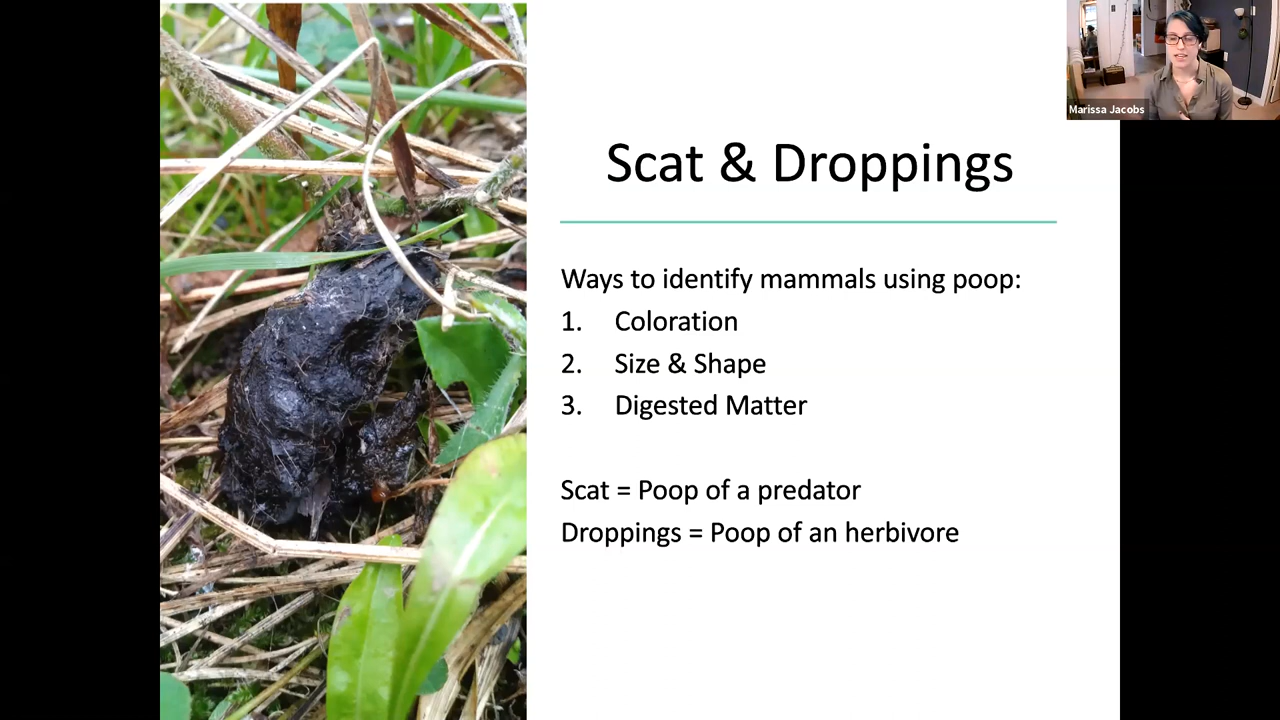 Marissa Jacobs
Scat & Droppings
Ways to identify mammals using poop:
1. Coloration
2. Size & Shape
3. Digested Matter
Scat = Poop of a predator
Droppings = Poop of an herbivore